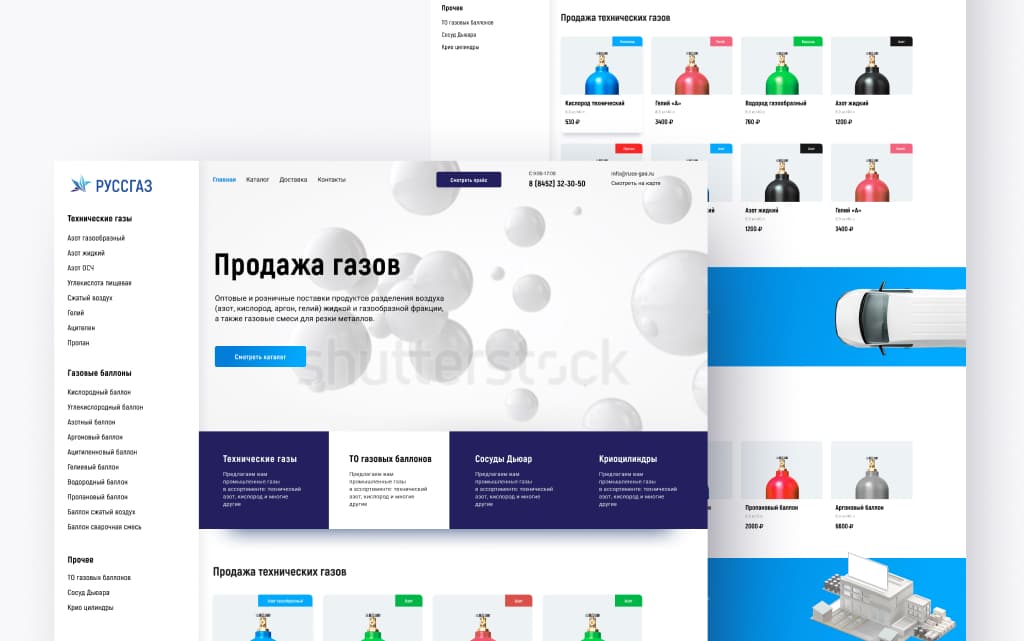 Прочее
ТО газовых баллонов
Сосуд Дьюара
Крио цилиндры
Продажа технических газов
Кислород технический
530 ₽
Гелий «А»
3400 ₽
Водород газообразный
760 ₽
Азот жидкий
1200 ₽
Азот жидкий
1200 ₽
Гелий «А»
3400 ₽
Пропановый баллон
2000 ₽
Аргоновый баллон
9800 ₽
РУССГАЗ
Технические газы
Азот газообразный
Азот жидкий
Азот ОСЧ
Углекислота пищевая
Сжатый воздух
Гелий
Ацителен
Пропан
Газовые баллоны
Кислородный баллон
Углекислородный баллон
Азотный баллон
Аргоновый баллон
Ацитиленновый баллон
Гелиевый баллон
Водородный баллон
Пропановый баллон
Баллон сжатый воздух
Баллон сварочная смесь
Прочее
ТО газовых баллонов
Сосуд Дьюара
Крио цилиндры
Главная Каталог Доставка Контакты
Смотреть прайс
С 9:00-17:00
8 (8452) 32-30-50
info@russ-gas.ru
Смотреть на карте
Продажа газов
Оптовые и розничные поставки продуктов разделения воздуха
(азот, кислород, аргон, гелий) жидкой и газообразной фракции,
а также газовые смеси для резки металлов.
Смотреть каталог
shutterstock
Технические газы
Предлагаем вам
промышленные газы
в ассортименте: технический
азот, кислород и многие
другие
ТО газовых баллонов
Предлагаем вам
промышленные газы
в ассортименте: технический
азот, кислород и многие
другие
Сосуды Дьюар
Предлагаем вам
промышленные газы
в ассортименте: технический
азот, кислород и многие
другие
Криоцилиндры
Предлагаем вам
промышленные газы
в ассортименте: технический
азот, кислород и многие
другие
Продажа технических газов